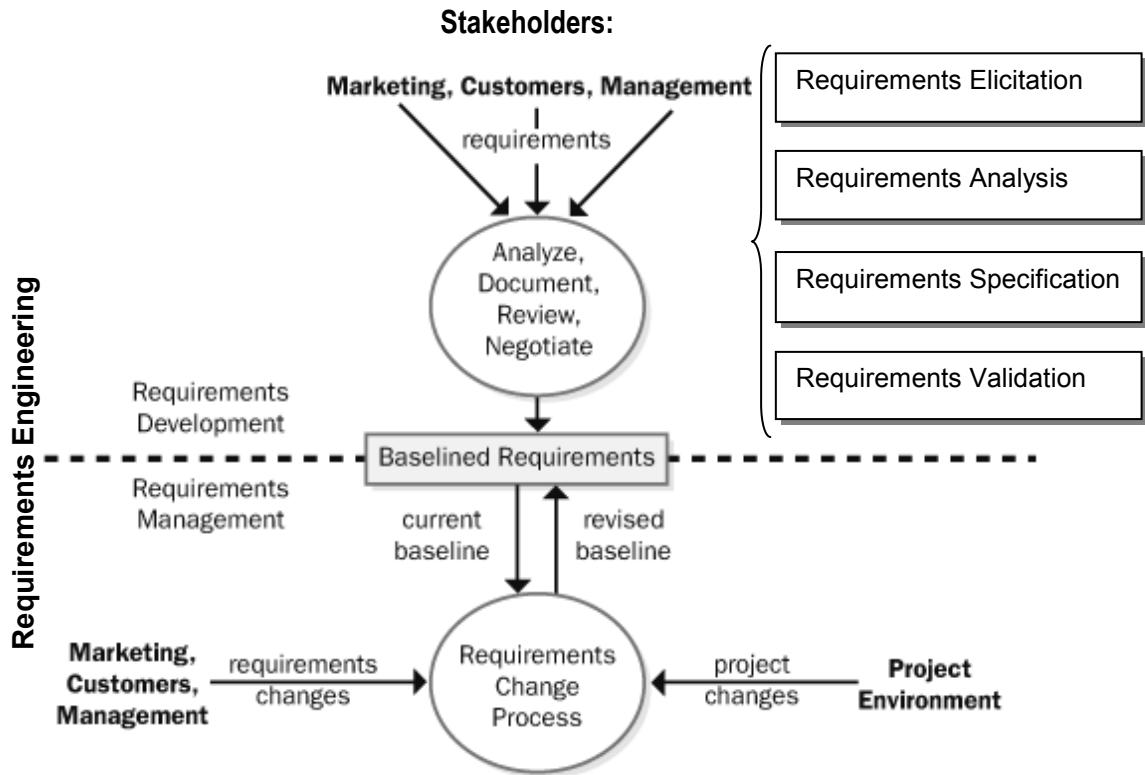 Stakeholders:
Marketing, Customers, Management
requirements
Analyze,
Document,
Review,
Negotiate
Requirements Elicitation
Requirements Analysis
Requirements Specification
Requirements Validation
Requirements Engineering
Requirements
Development
Baselined Requirements
Requirements
Management
current
baseline
revised
baseline
Marketing,
Customers,
Management
requirements
changes
Requirements
Change
Process
project
changes
Project
Environment